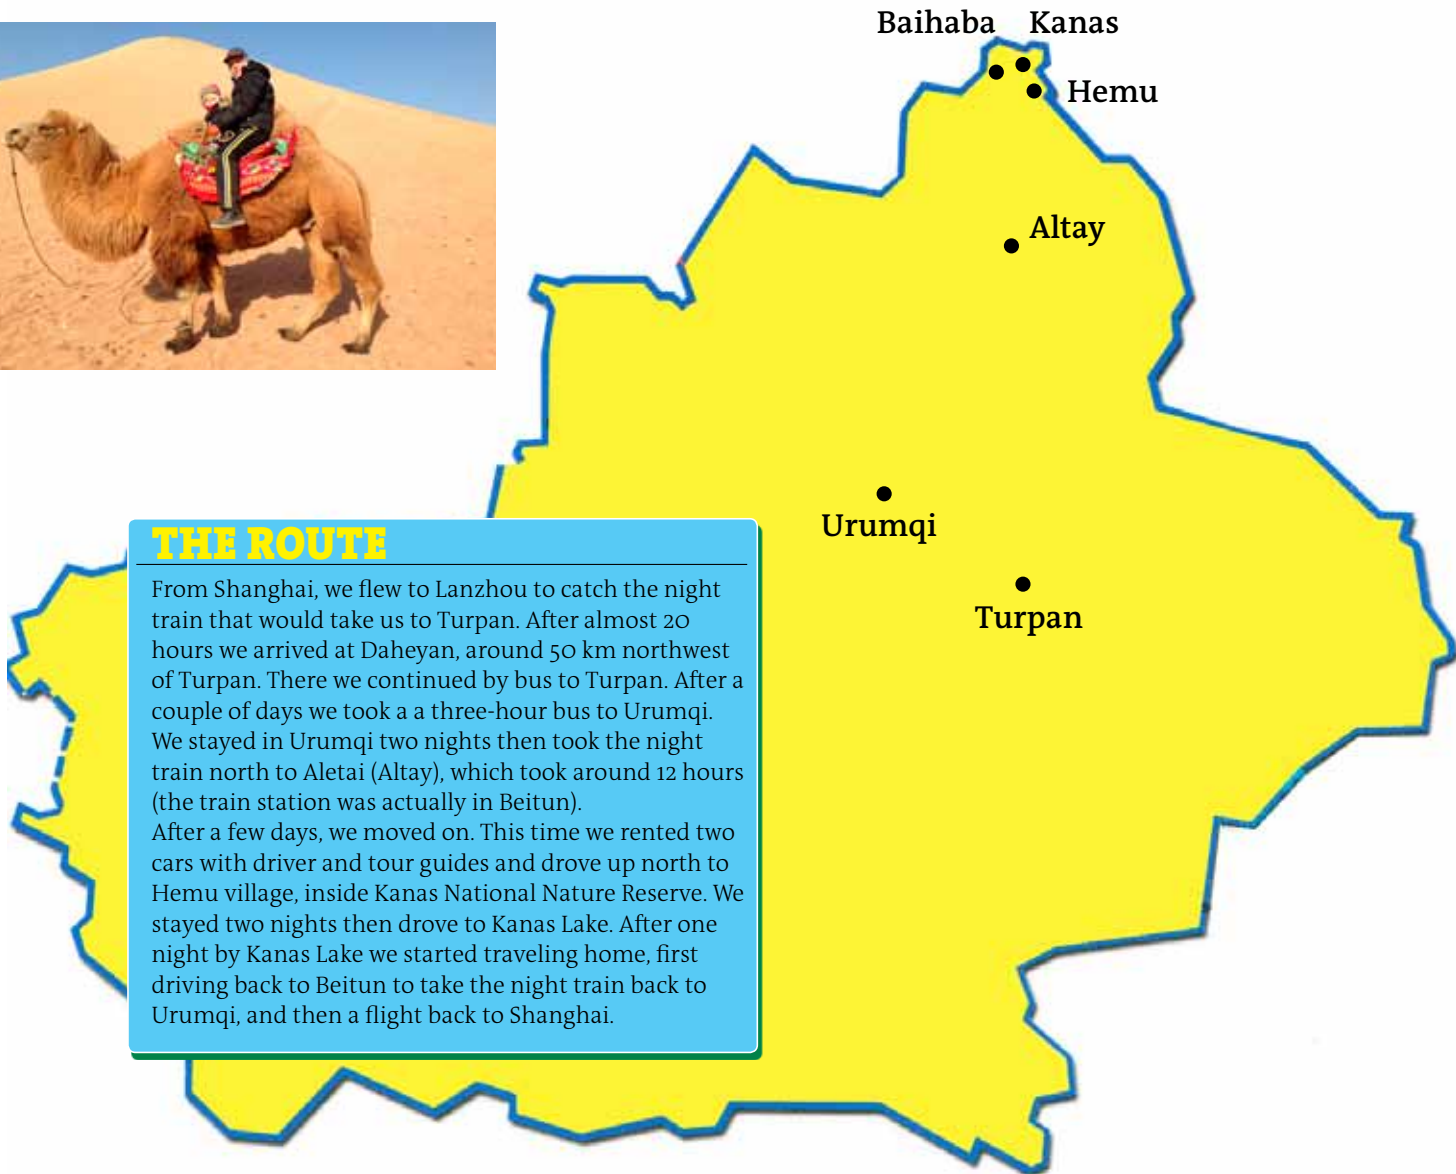 Baihaba Kanas
Hemu
Altay
Urumqi
Turpan
THE ROUTE
From Shanghai, we flew to Lanzhou to catch the night
train that would take us to Turpan. After almost 20
hours we arrived at Daheyan, around 50 km northwest
of Turpan. There we continued by bus to Turpan. After a
couple of days we took a a three-hour bus to Urumqi.
We stayed in Urumqi two nights then took the night
train north to Aletai (Altay), which took around 12 hours
(the train station was actually in Beitun).
After a few days, we moved on. This time we rented two
cars with driver and tour guides and drove up north to
Hemu village, inside Kanas National Nature Reserve. We
stayed two nights then drove to Kanas Lake. After one
night by Kanas Lake we started traveling home, first
driving back to Beitun to take the night train back to
Urumqi, and then a flight back to Shanghai.